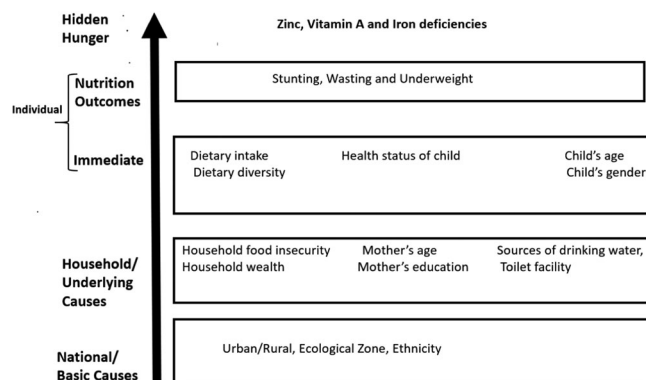 Hidden
Hunger
Zinc, Vitamin A and Iron deficiencies
Individual
Nutrition
Outcomes
Stunting, Wasting and Underweight
Immediate
Dietary intake
Dietary diversity
Health status of child
Child's age
Child's gender
Household/
Underlying
Causes
Household food insecurity
Household wealth
Mother's age
Mother's education
Sources of drinking water,
Toilet facility
National/
Basic Causes
Urban/Rural, Ecological Zone, Ethnicity